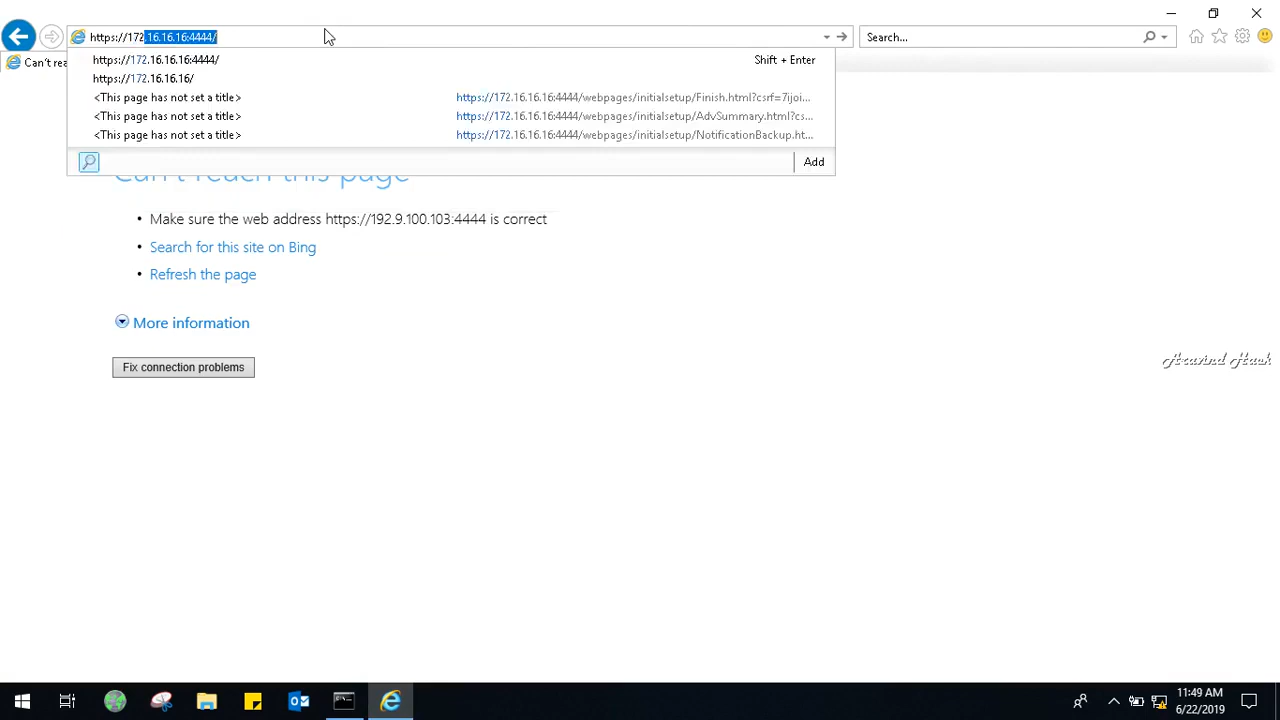 https://172.16.16.16:4444/
Search...
Can't rea
https://172.16.16.16:4444/ Shift + Enter
https://172.16.16.16/
<This page has not set a title> https://172.16.16.16:4444/webpages/initialsetup/Finish.html?csrf=7ijoi...
<This page has not set a title> https://172.16.16.16:4444/webpages/initialsetup/AdvSummary.html?cs...
<This page has not set a title> https://172.16.16.16:4444/webpages/initialsetup/NotificationBackup.ht...
Add
Can't reach this page
• Make sure the web address https://192.9.100.103:4444 is correct
• Search for this site on Bing
• Refresh the page
More information
Fix connection problems
Aravind Hask
11:49 AM
6/22/2019